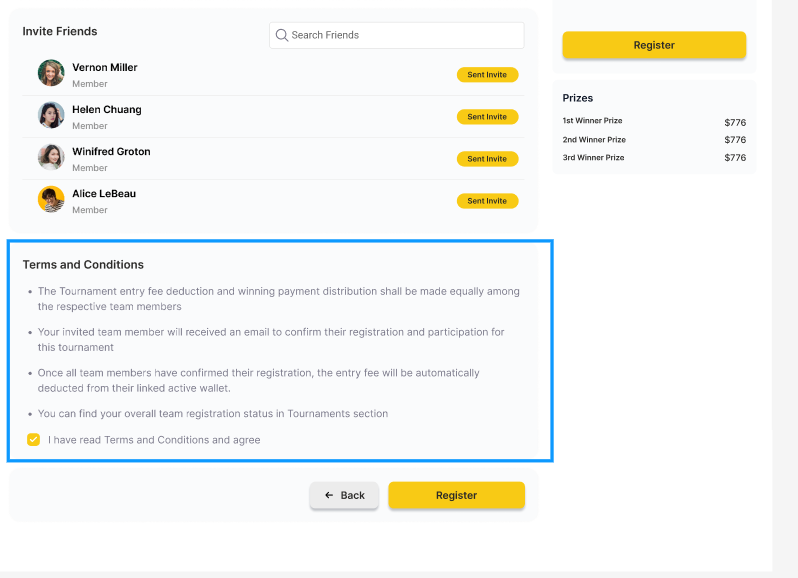 Invite Friends
Search Friends
Vernon Miller
Member
Sent Invite
Helen Chuang
Member
Sent Invite
Winifred Groton
Member
Sent Invite
Alice LeBeau
Member
Sent Invite
Register
Prizes
1st Winner Prize $776
2nd Winner Prize $776
3rd Winner Prize $776
Terms and Conditions
• The Tournament entry fee deduction and winning payment distribution shall be made equally among
the respective team members
• Your invited team member will received an email to confirm their registration and participation for
this tournament
• Once all team members have confirmed their registration, the entry fee will be automatically
deducted from their linked active wallet.
• You can find your overall team registration status in Tournaments section
I have read Terms and Conditions and agree
← Back
Register